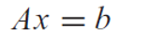 Ax = b